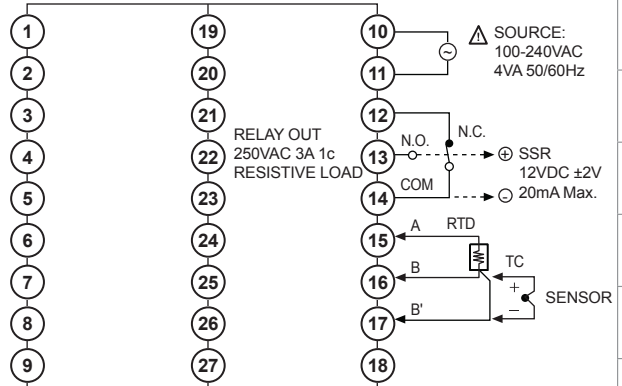 1
2
3
4
5
6
7
8
9
19
20
21
22
23
24
25
26
27
10
11
12
13
14
15
16
17
18
SOURCE:
100-240VAC
4VA 50/60Hz
RELAY OUT
250VAC 3A 1c
RESISTIVE LOAD
N.O.
N.C.
COM
+ SSR
12VDC ±2V
- 20mA Max.
A
RTD
B
B'
TC
+
−
SENSOR